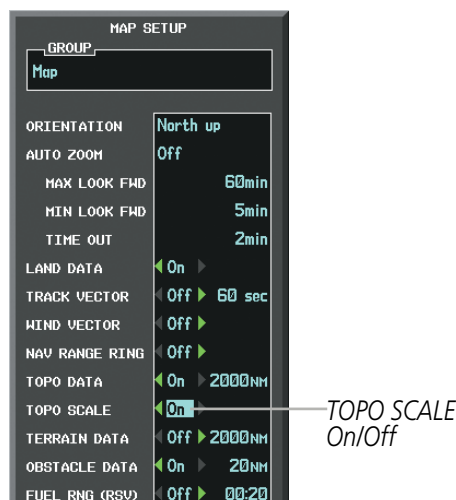 MAP SETUP
GROUP
Map
ORIENTATION North up
AUTO ZOOM Off
MAX LOOK FWD 60min
MIN LOOK FWD 5min
TIME OUT 2min
LAND DATA On
TRACK VECTOR Off 60 sec
WIND VECTOR Off
NAV RANGE RING Off
TOPO DATA On 2000NM
TOPO SCALE On TOPO SCALE
On/Off
TERRAIN DATA Off 2000NM
OBSTACLE DATA On 20NM
FUEL RNG (RSV) Off 00:20